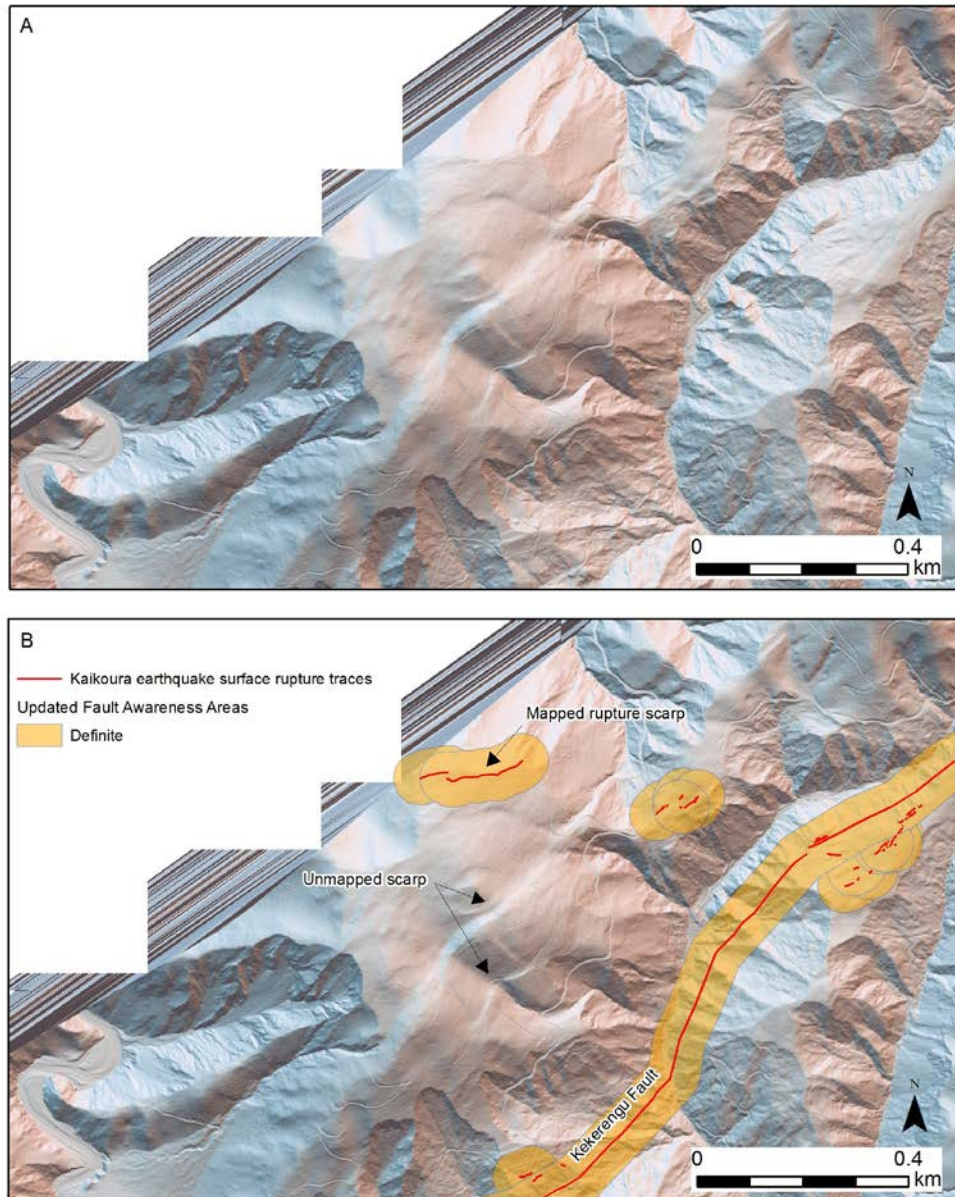 A
N
0 0.4
km
B
Kaikoura earthquake surface rupture traces
Updated Fault Awareness Areas
Definite
Mapped rupture scarp
Unmapped scarp
Kekerengu Fault
N
0 0.4
km